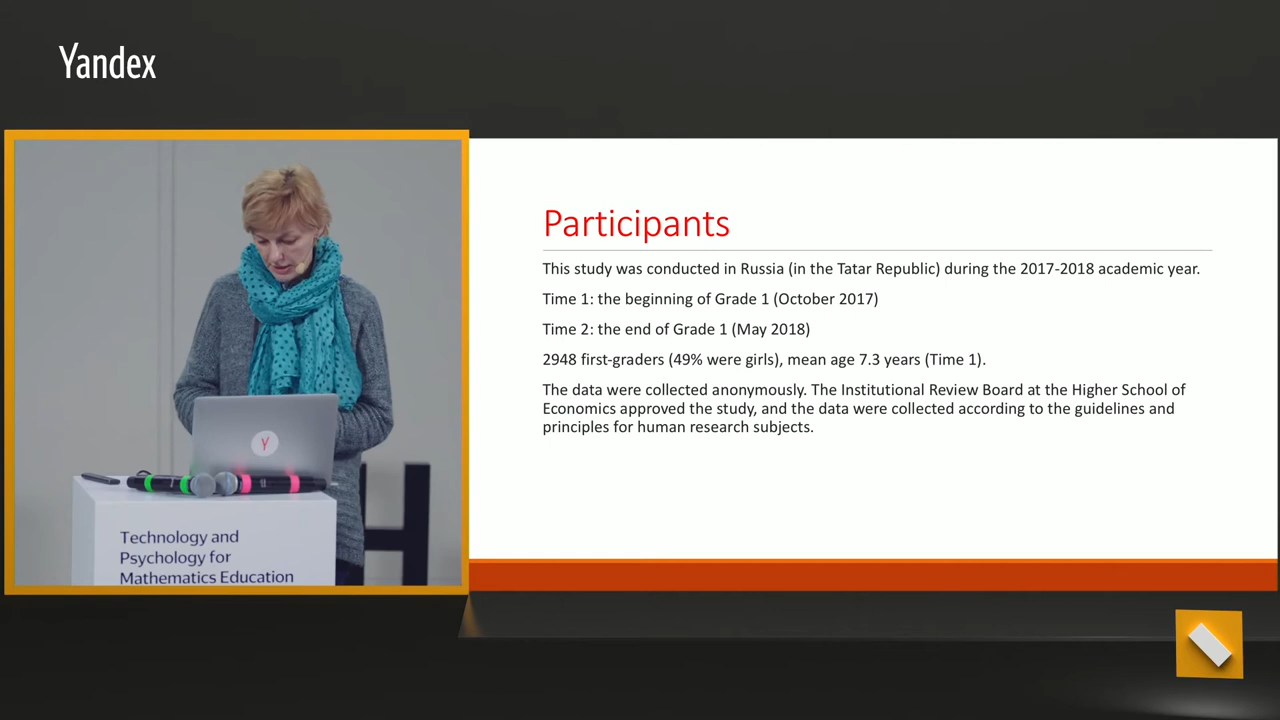 Yandex
Participants
This study was conducted in Russia (in the Tatar Republic) during the 2017-2018 academic year.
Time 1: the beginning of Grade 1 (October 2017)
Time 2: the end of Grade 1 (May 2018)
2948 first-graders (49% were girls), mean age 7.3 years (Time 1).
The data were collected anonymously. The Institutional Review Board at the Higher School of
Economics approved the study, and the data were collected according to the guidelines and
principles for human research subjects.
Y
Technology and
Psychology for
Mathematics Education